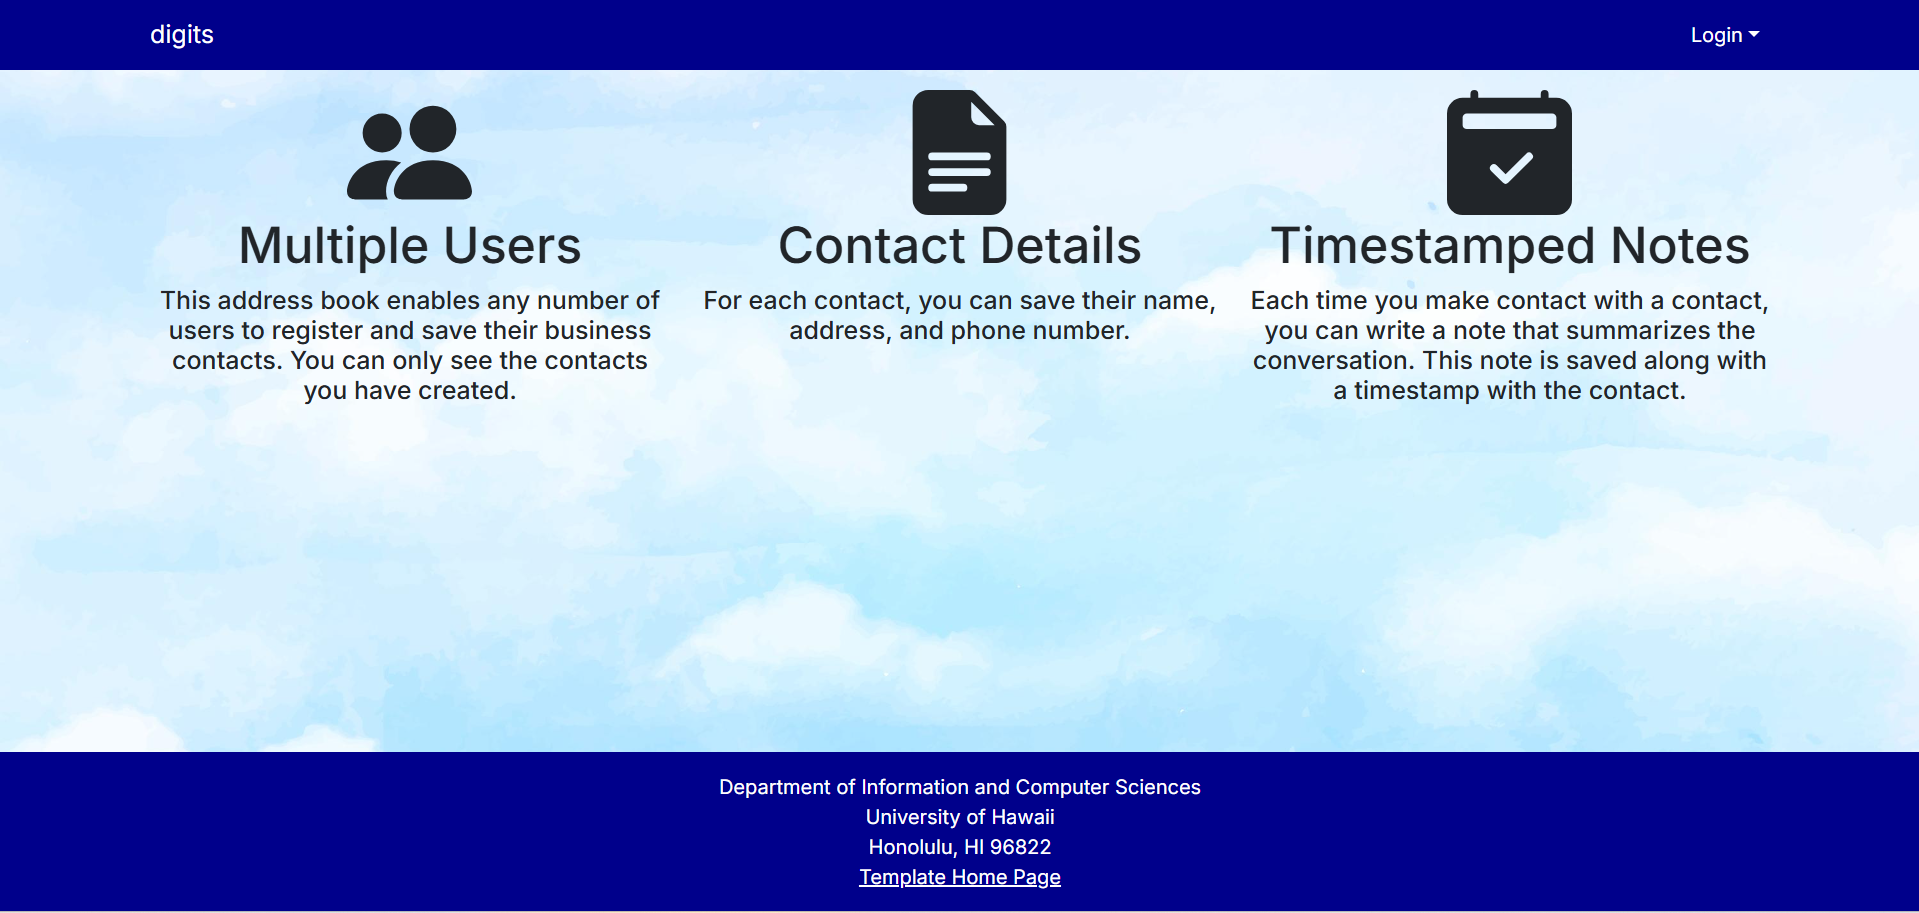 digits
Login
Multiple Users
This address book enables any number of
users to register and save their business
contacts. You can only see the contacts
you have created.
Contact Details
For each contact, you can save their name,
address, and phone number.
Timestamped Notes
Each time you make contact with a contact,
you can write a note that summarizes the
conversation. This note is saved along with
a timestamp with the contact.
Department of Information and Computer Sciences
University of Hawaii
Honolulu, HI 96822
Template Home Page